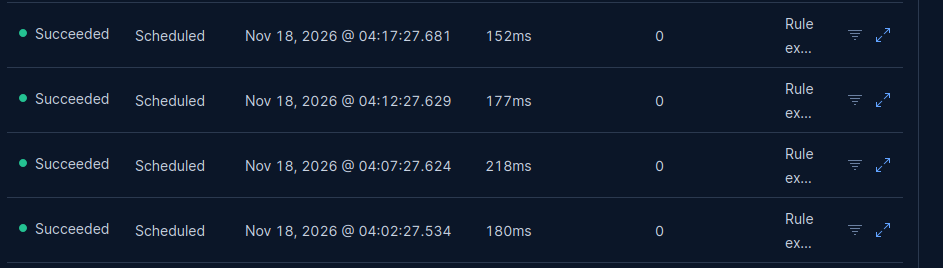 Succeeded Scheduled Nov 18, 2026 @ 04:17:27.681 152ms 0 Rule
ex...
Succeeded Scheduled Nov 18, 2026 @ 04:12:27.629 177ms 0 Rule
ex...
Succeeded Scheduled Nov 18, 2026 @ 04:07:27.624 218ms 0 Rule
ex...
Succeeded Scheduled Nov 18, 2026 @ 04:02:27.534 180ms 0 Rule
ex...